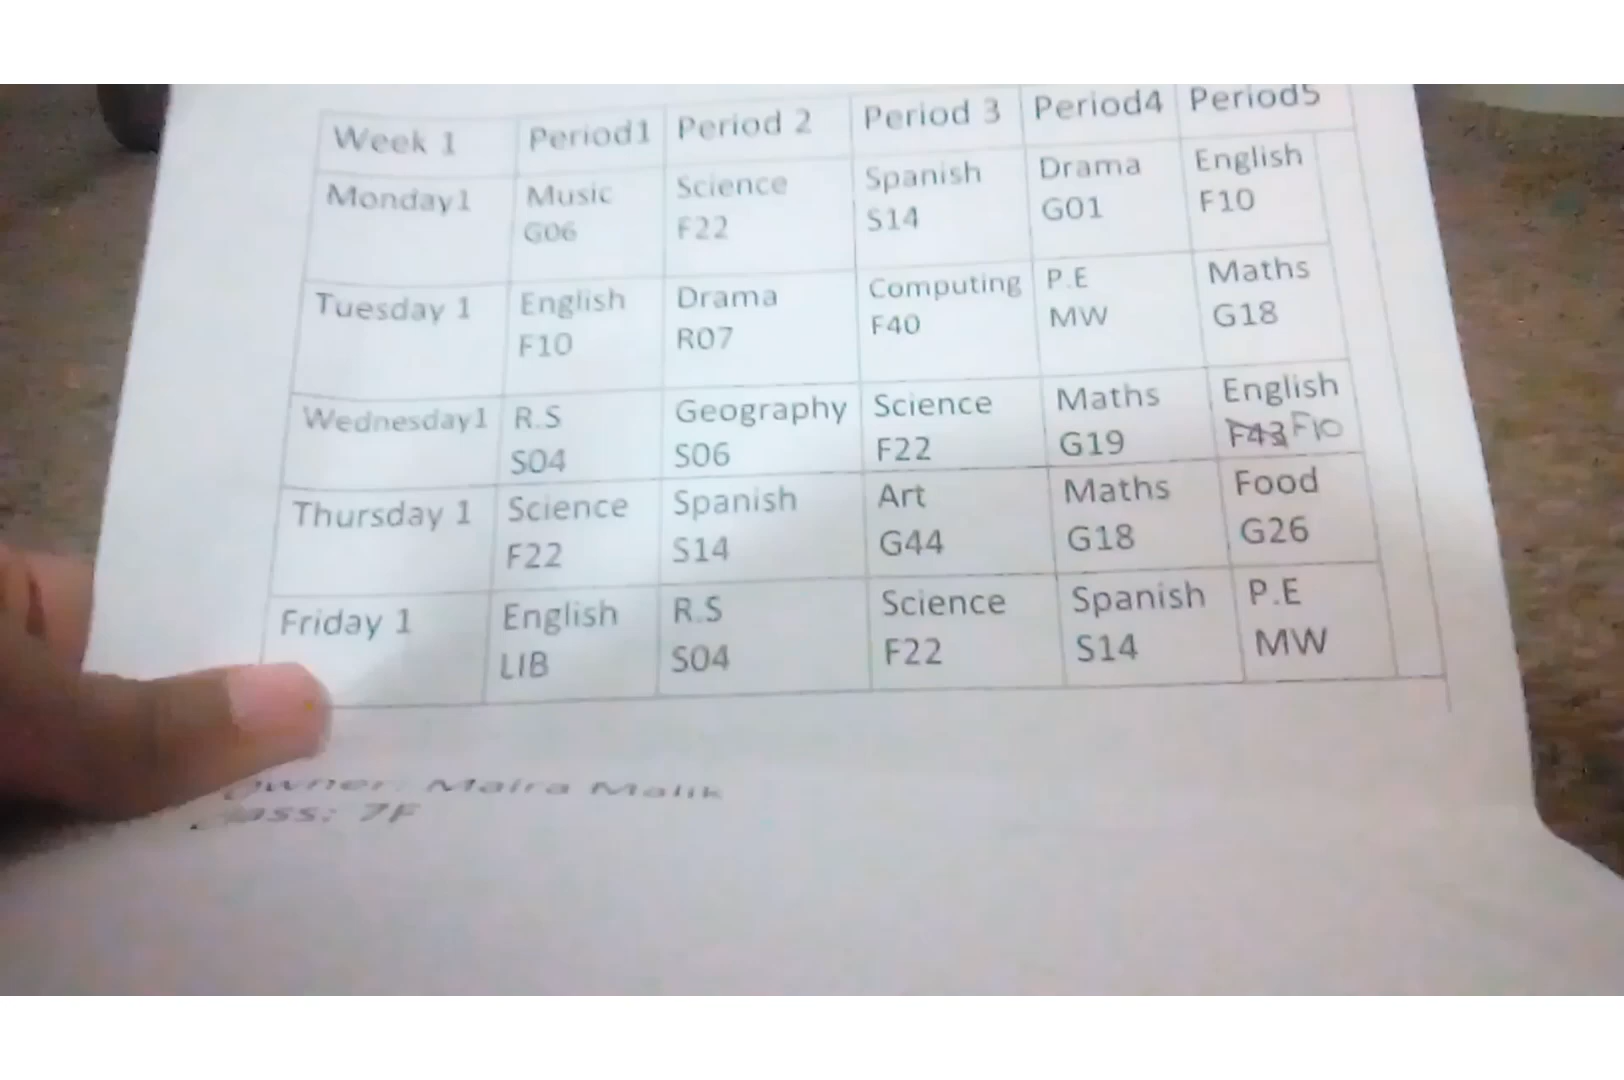 Week 1 Period1 Period 2 Period 3 Period4 Period5
Monday1 Music Science Spanish Drama English
G06 F22 S14 G01 F10
Tuesday 1 English Drama Computing P.E Maths
F10 R07 F40 MW G18
Wednesday1 R.S Geography Science Maths English
S04 S06 F22 G19 F43 F10
Thursday 1 Science Spanish Art Maths Food
F22 S14 G44 G18 G26
Friday 1 English R.S Science Spanish P.E
LIB S04 F22 S14 MW
Owner: Maira Malik
Class: 7F